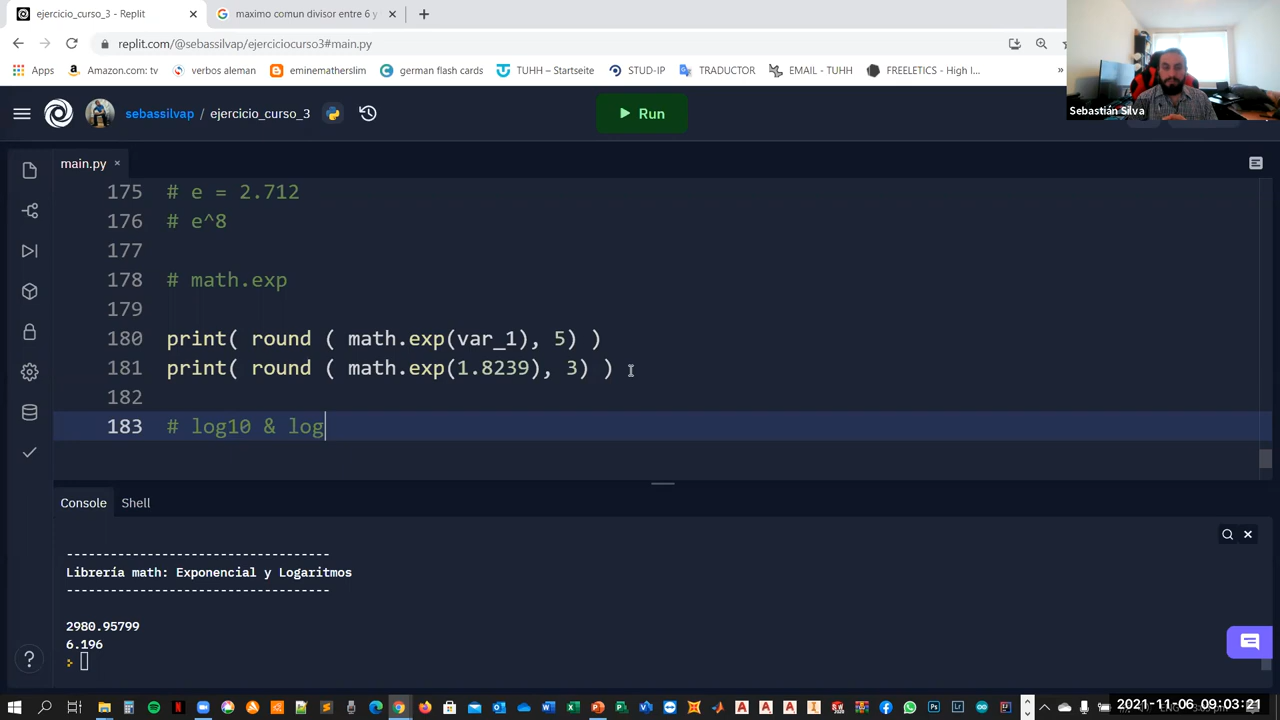 ejercicio_curso_3 - Replit
maximo comun divisor entre 6 y
replit.com/@sebassilvap/ejerciciocurso3#main.py
Apps
Amazon.com: tv
verbos aleman
eminematherslim
german flash cards
TUHH – Startseite
STUD-IP
TRADUCTOR
EMAIL - TUHH
FREELETICS - High I...
»
Sebastián Silva
sebassilvap / ejercicio_curso_3
Run
main.py
175 # e = 2.712
176 # e^8
177
178 # math.exp
179
180 print( round ( math.exp(var_1), 5) )
181 print( round ( math.exp(1.8239), 3) )
182
183 # log10 & log
Console
Shell
------------------------------------
Librería math: Exponencial y Logaritmos
------------------------------------
2980.95799
6.196
2021-11-06 09:03:21